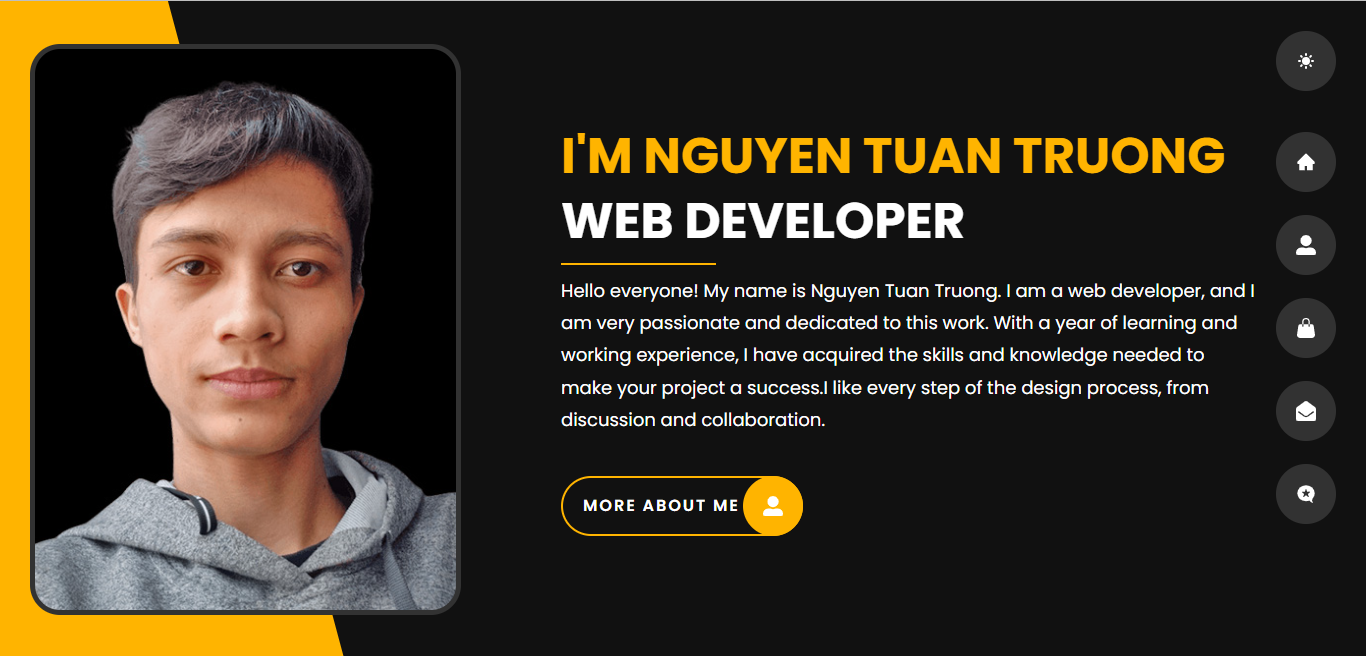 I'M NGUYEN TUAN TRUONG
WEB DEVELOPER
Hello everyone! My name is Nguyen Tuan Truong. I am a web developer, and I
am very passionate and dedicated to this work. With a year of learning and
working experience, I have acquired the skills and knowledge needed to
make your project a success.I like every step of the design process, from
discussion and collaboration.
MORE ABOUT ME